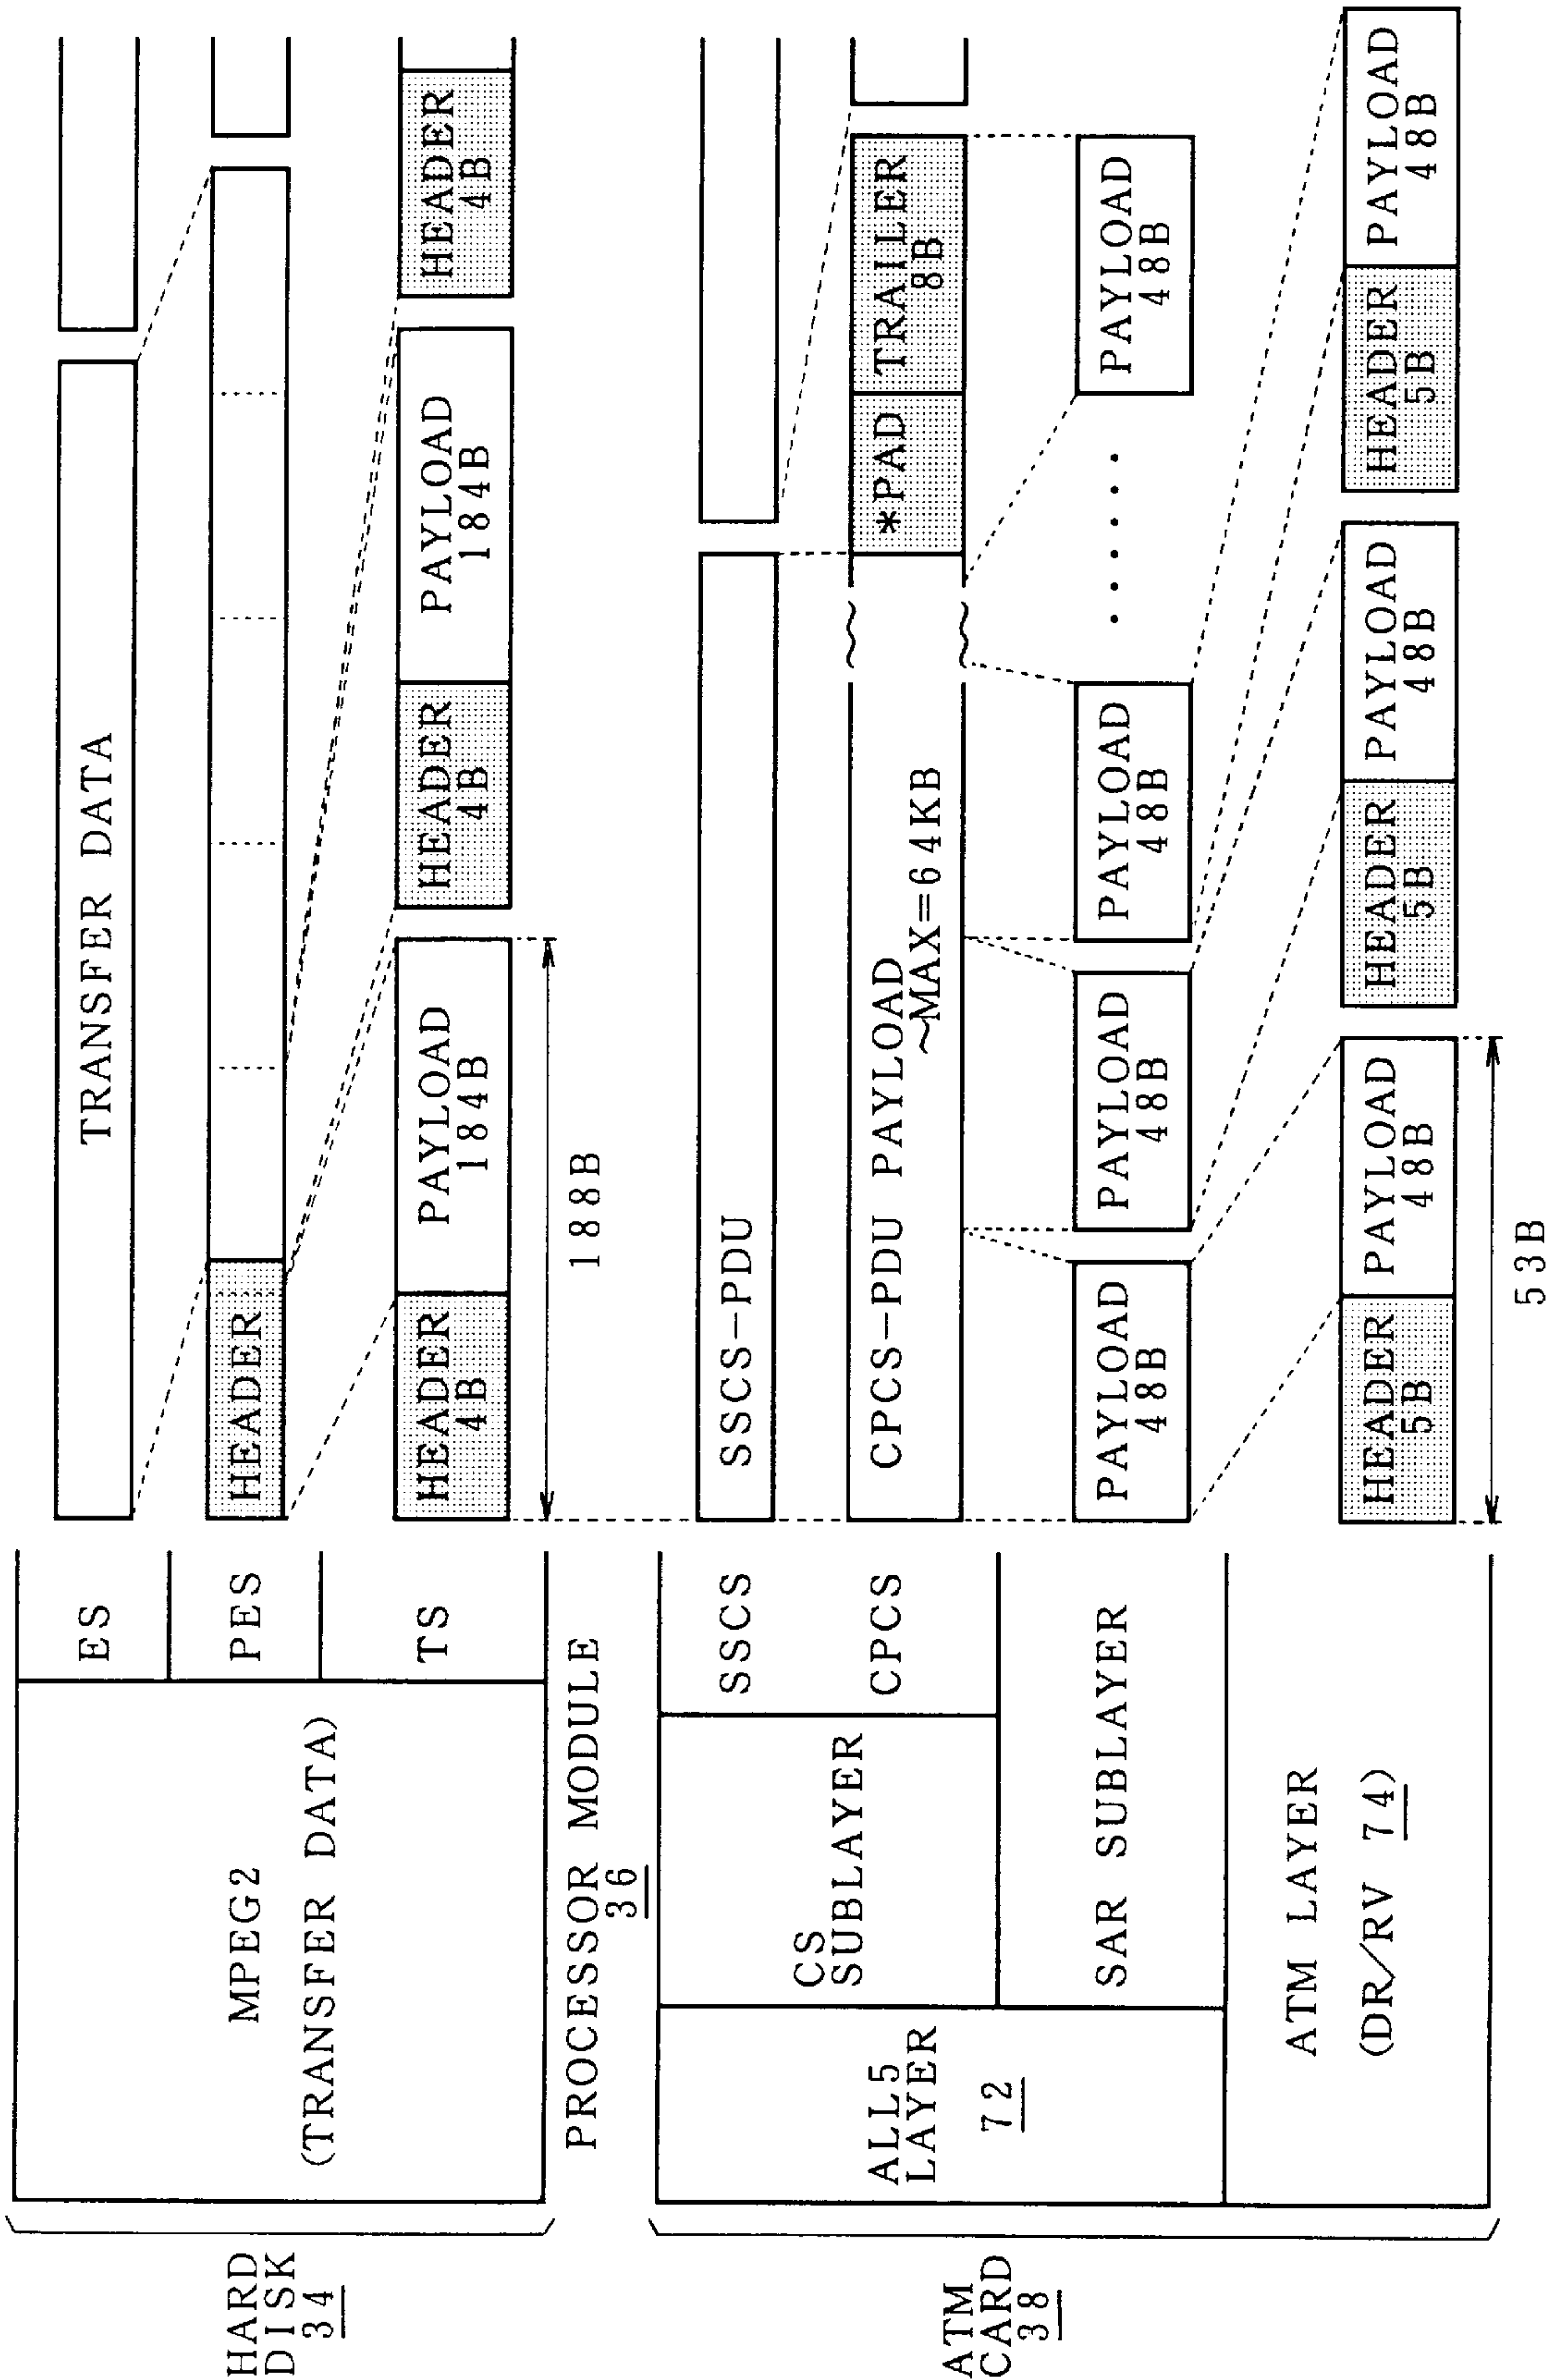 HARD
DISK
34
MPEG2
(TRANSFER DATA)
ES
TRANSFER DATA
PES
HEADER
TS
HEADER
4B
PAYLOAD
184B
HEADER
4B
PAYLOAD
184B
HEADER
4B
188B
PROCESSOR MODULE
36
ATM
CARD
38
ALL5
LAYER
72
CS
SUBLAYER
SSCS
SSCS-PDU
CPCS
CPCS-PDU PAYLOAD
~MAX=64KB
*PAD
TRAILER
8B
SAR SUBLAYER
PAYLOAD
48B
PAYLOAD
48B
PAYLOAD
48B
......
PAYLOAD
48B
ATM LAYER
(DR/RV 74)
HEADER
5B
PAYLOAD
48B
HEADER
5B
PAYLOAD
48B
HEADER
5B
PAYLOAD
48B
53B